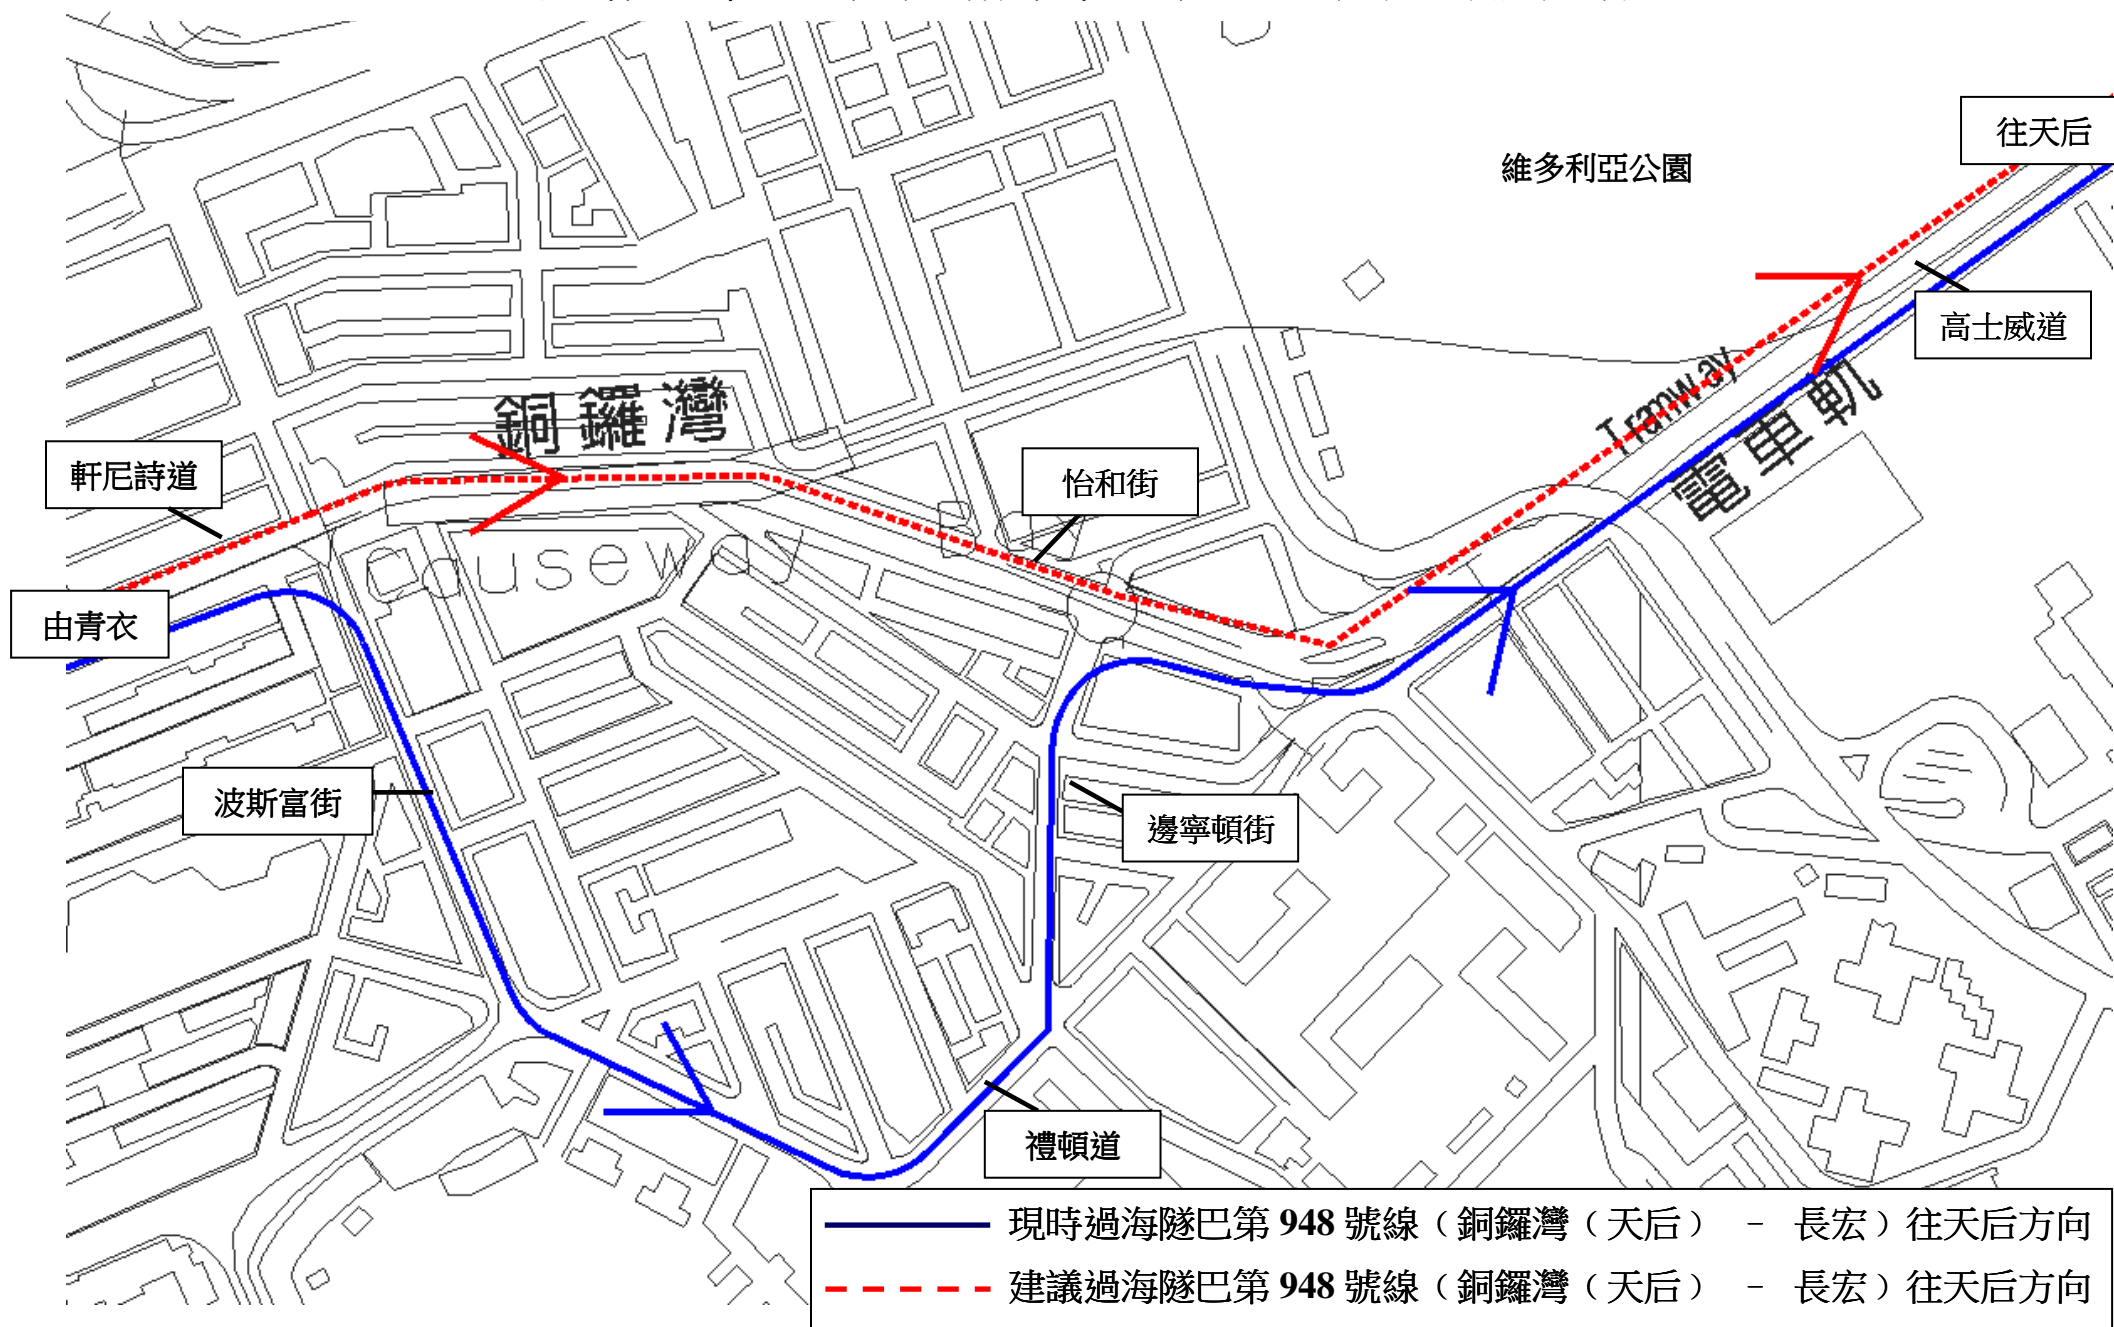 往天后
維多利亞公園
高士威道
Tramway
電車軌
銅鑼灣
軒尼詩道
怡和街
Causeway
由青衣
波斯富街
邊寧頓街
禮頓道
現時過海隧巴第 948 號線﹙銅鑼灣﹙天后﹚ - 長宏﹚往天后方向
建議過海隧巴第 948 號線﹙銅鑼灣﹙天后﹚ - 長宏﹚往天后方向